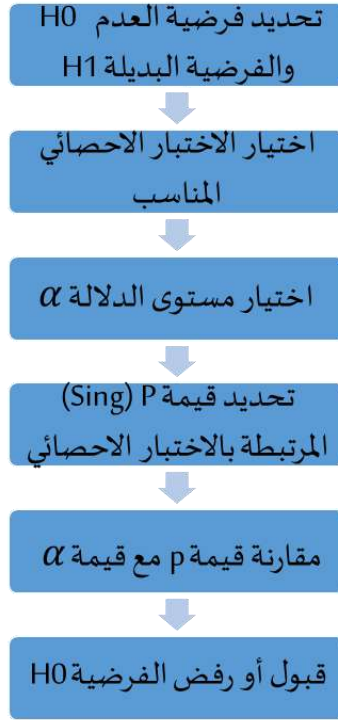 تحديد فرضية العدم H0
والفرضية البديلة H1
اختيار الاختبار الاحصائي
المناسب
اختيار مستوى الدلالة α
تحديد قيمة P (Sing)
المرتبطة بالاختبار الاحصائي
مقارنة قيمة p مع قيمة α
قبول أو رفض الفرضية H0